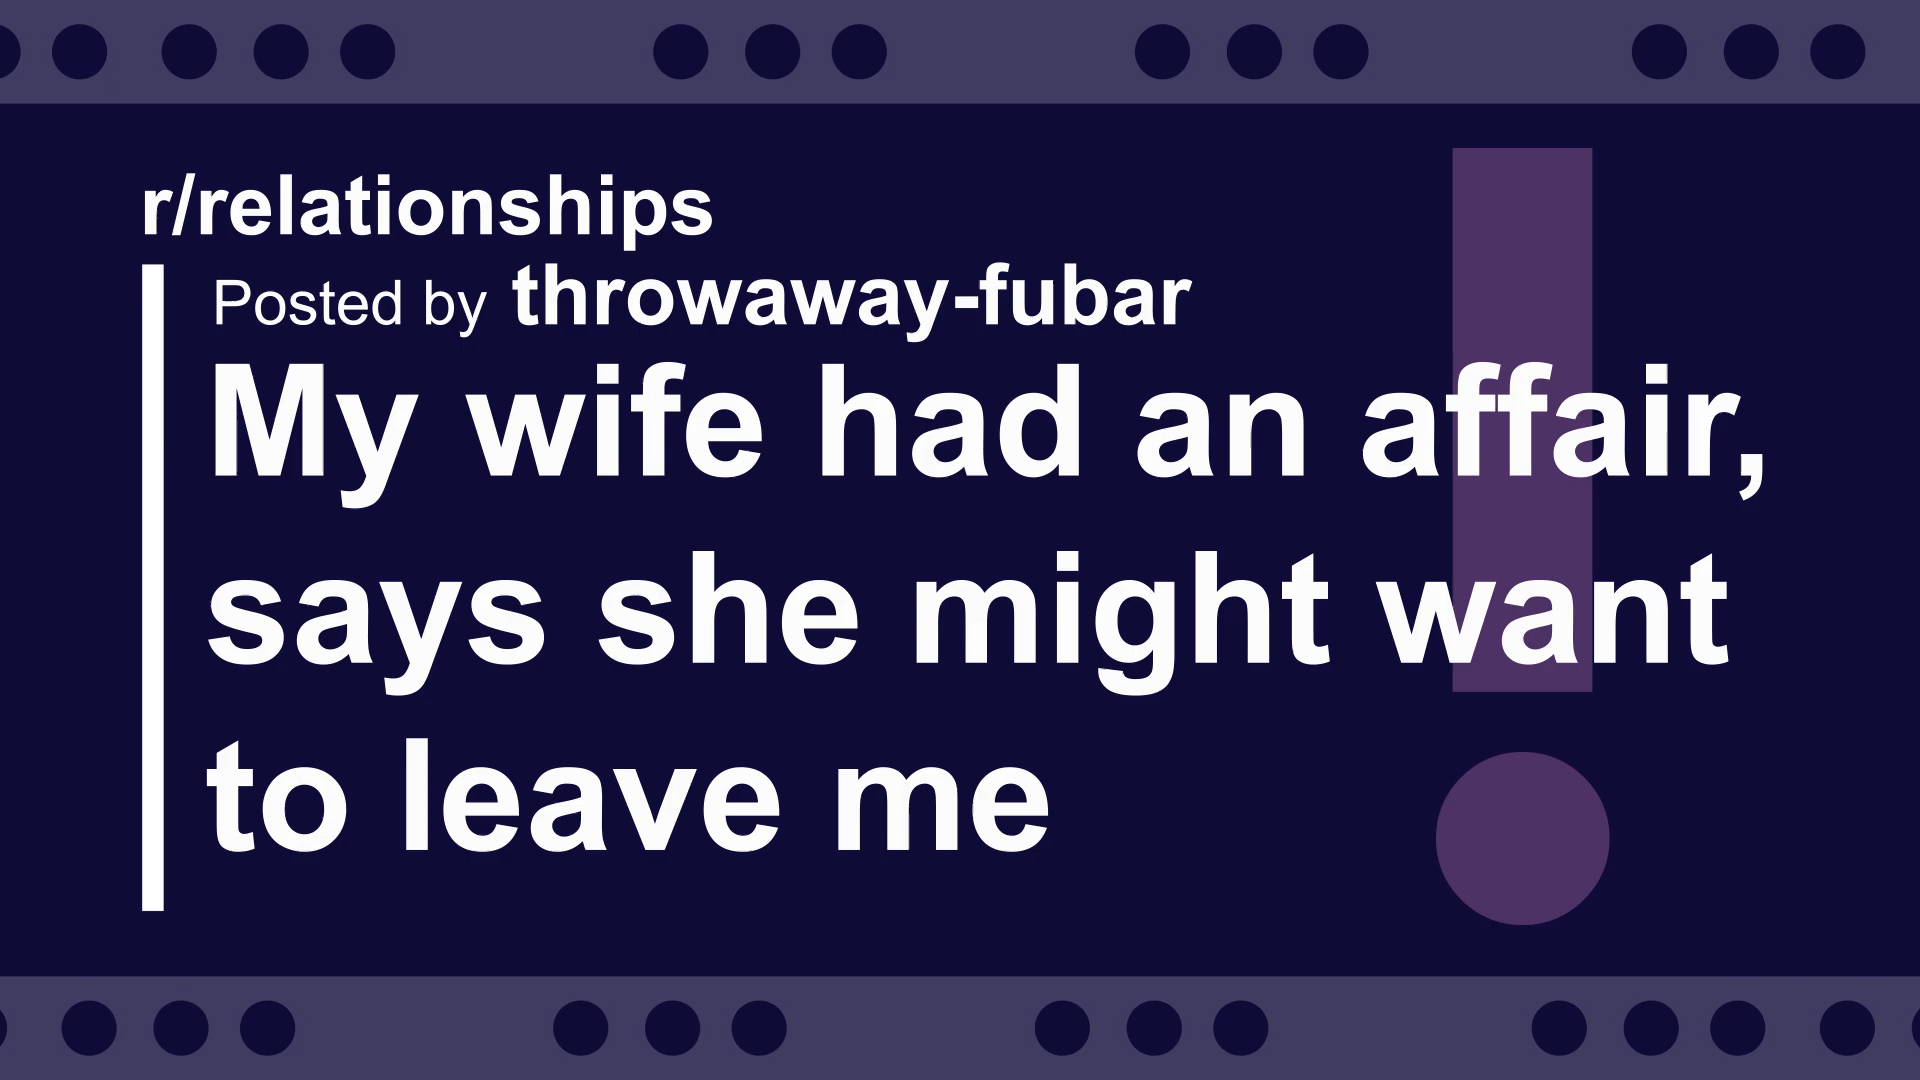 r/relationships
Posted by throwaway-fubar
My wife had an affair,
says she might want
to leave me